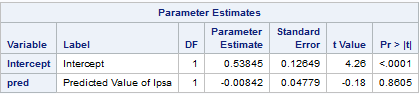 Parameter Estimates
Variable Label DF Parameter Estimate Standard Error t Value Pr > |t|
Intercept Intercept 1 0.53845 0.12649 4.26 <.0001
pred Predicted Value of lpsa 1 -0.00842 0.04779 -0.18 0.8605